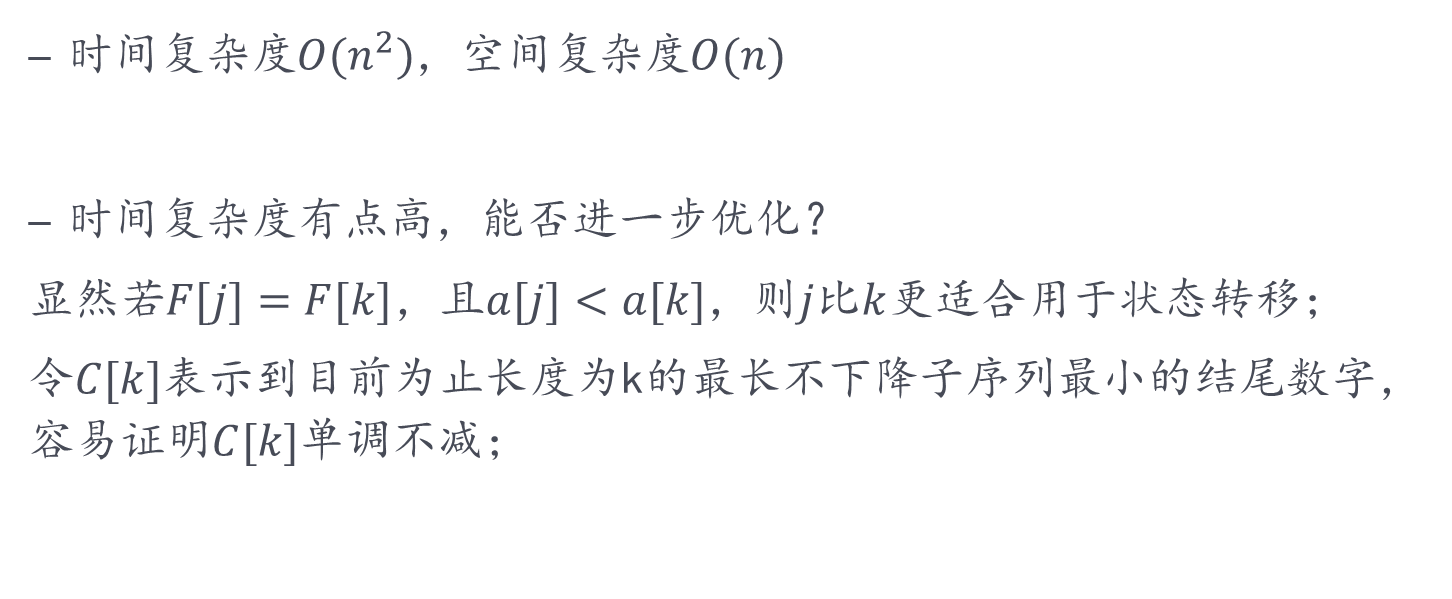 – 时间复杂度O(n²)，空间复杂度O(n)
– 时间复杂度有点高，能否进一步优化？
显然若F[j] = F[k]，且a[j] < a[k]，则j比k更适合用于状态转移；
令C[k]表示到目前为止长度为k的最长不下降子序列最小的结尾数字，
容易证明C[k]单调不减；